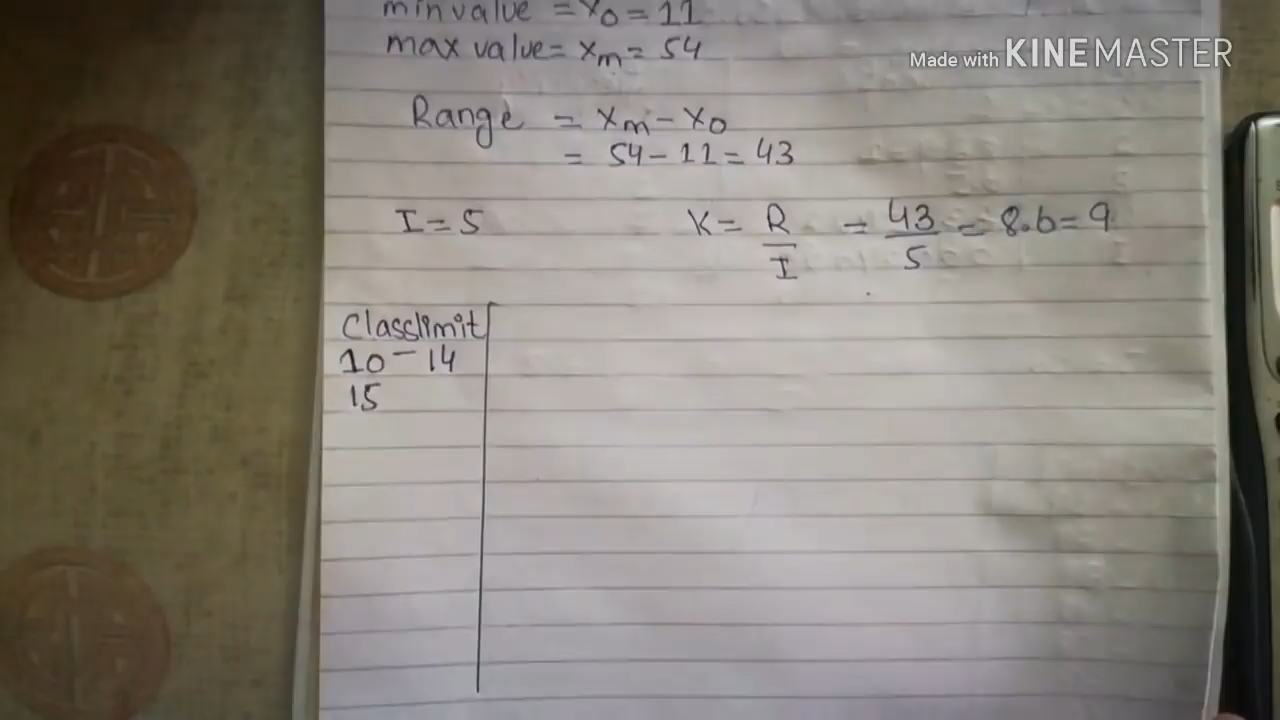 min value = x0 = 11
max value = xm = 54
Made with KINEMASTER
Range = xm - x0
= 54 - 11 = 43
I = 5 K = R/I = 43/5 = 8.6 = 9
Classlimit
10 - 14
15